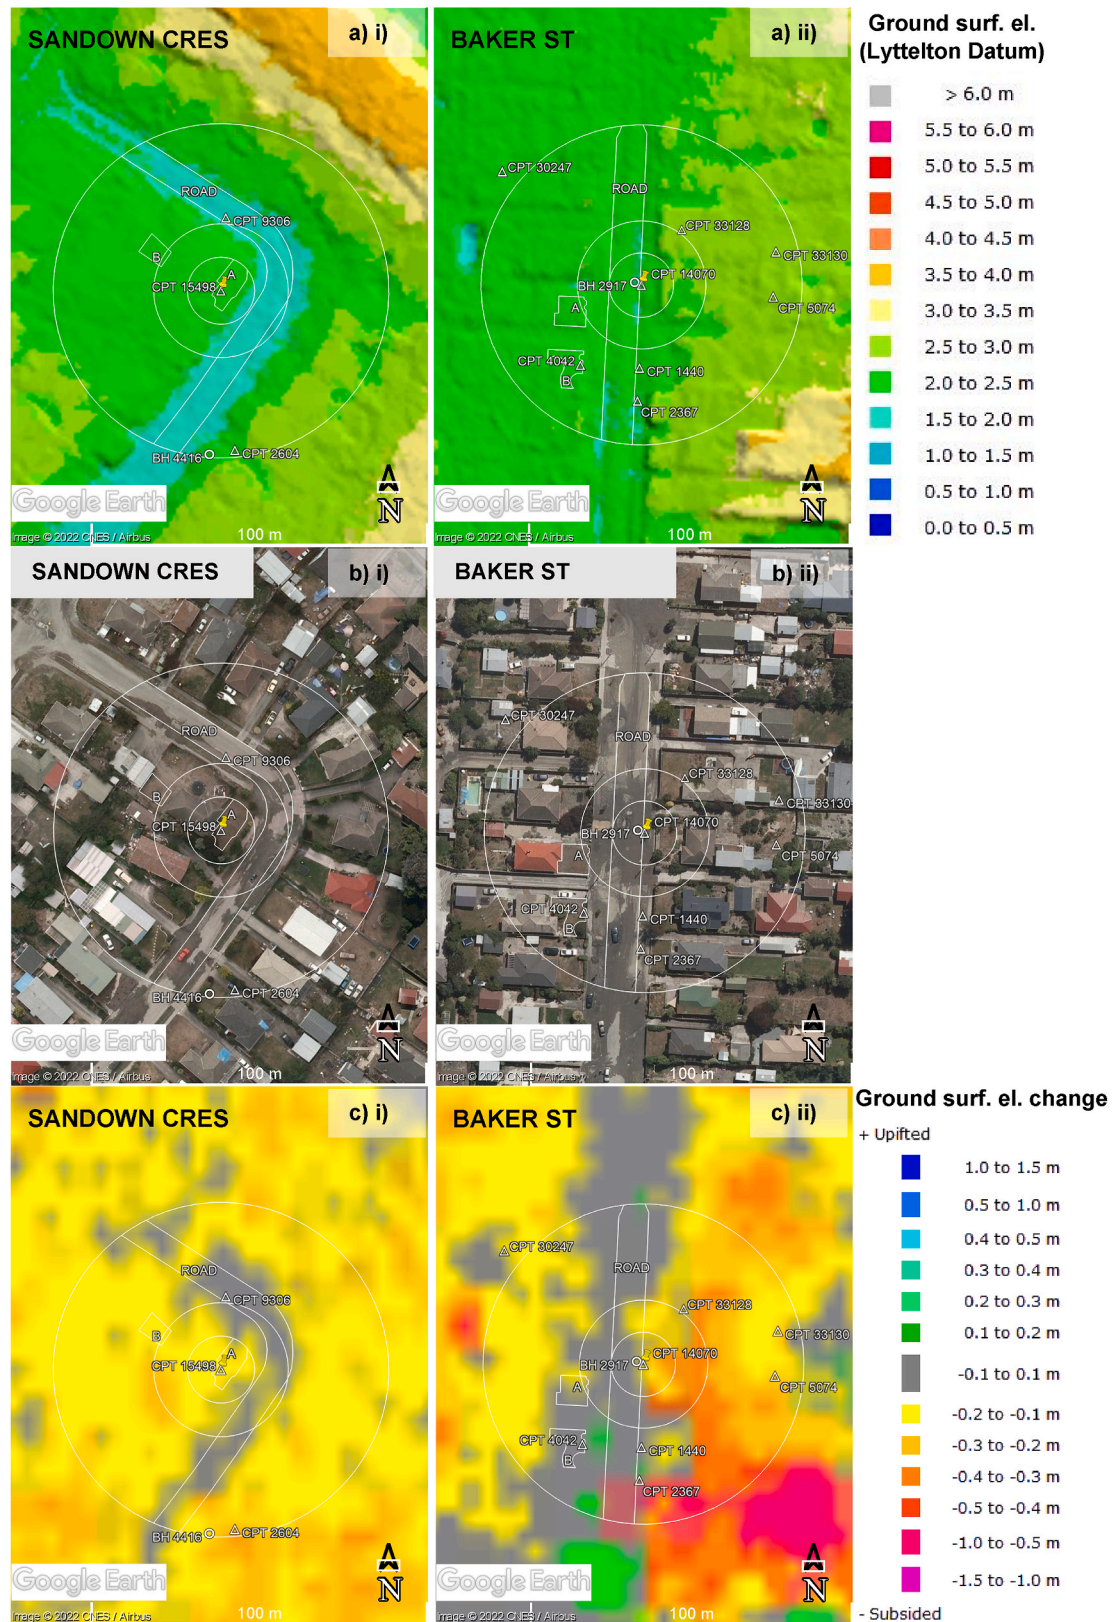 SANDOWN CRES
a) i)
ROAD
CPT 9306
B
A
CPT 15498
BH 4416
CPT 2604
Google Earth
N
Image © 2022 CNES / Airbus
100 m
BAKER ST
a) ii)
CPT 30247
ROAD
CPT 33128
CPT 33130
CPT 14070
BH 2917
CPT 5074
A
CPT 4042
CPT 1440
B
CPT 2367
Google Earth
N
Image © 2022 CNES / Airbus
100 m
Ground surf. el.
(Lyttelton Datum)
> 6.0 m
5.5 to 6.0 m
5.0 to 5.5 m
4.5 to 5.0 m
4.0 to 4.5 m
3.5 to 4.0 m
3.0 to 3.5 m
2.5 to 3.0 m
2.0 to 2.5 m
1.5 to 2.0 m
1.0 to 1.5 m
0.5 to 1.0 m
0.0 to 0.5 m
SANDOWN CRES
b) i)
ROAD
CPT 9306
B
A
CPT 15498
BH 4416
CPT 2604
Google Earth
N
Image © 2022 CNES / Airbus
100 m
BAKER ST
b) ii)
CPT 30247
ROAD
CPT 33128
CPT 33130
CPT 14070
BH 2917
CPT 5074
A
CPT 4042
CPT 1440
B
CPT 2367
Google Earth
N
Image © 2022 CNES / Airbus
100 m
SANDOWN CRES
c) i)
ROAD
CPT 9306
B
A
CPT 15498
BH 4416
CPT 2604
Google Earth
N
Image © 2022 CNES / Airbus
100 m
BAKER ST
c) ii)
CPT 30247
ROAD
CPT 33128
CPT 33130
CPT 14070
BH 2917
CPT 5074
A
CPT 4042
CPT 1440
B
CPT 2367
Google Earth
N
Image © 2022 CNES / Airbus
100 m
Ground surf. el. change
+ Upifted
1.0 to 1.5 m
0.5 to 1.0 m
0.4 to 0.5 m
0.3 to 0.4 m
0.2 to 0.3 m
0.1 to 0.2 m
-0.1 to 0.1 m
-0.2 to -0.1 m
-0.3 to -0.2 m
-0.4 to -0.3 m
-0.5 to -0.4 m
-1.0 to -0.5 m
-1.5 to -1.0 m
- Subsided